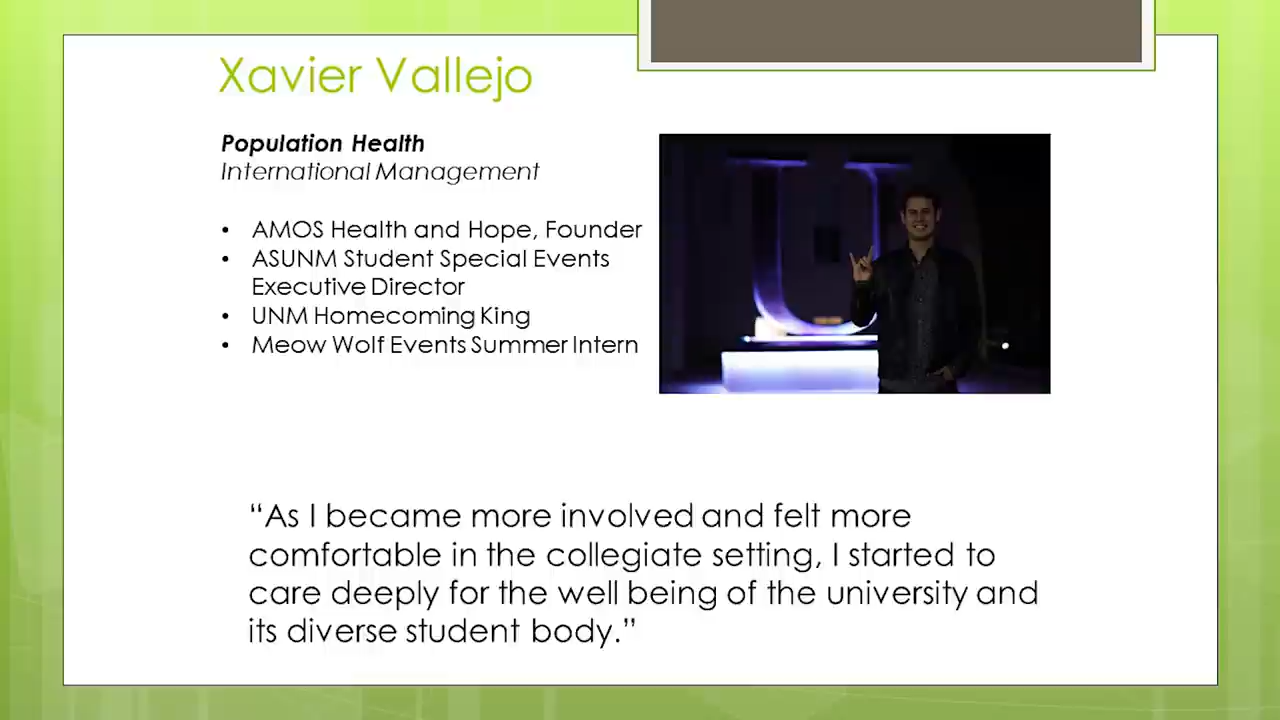 Xavier Vallejo
Population Health
International Management
• AMOS Health and Hope, Founder
• ASUNM Student Special Events
Executive Director
• UNM Homecoming King
• Meow Wolf Events Summer Intern
U
“As I became more involved and felt more
comfortable in the collegiate setting, I started to
care deeply for the well being of the university and
its diverse student body.”